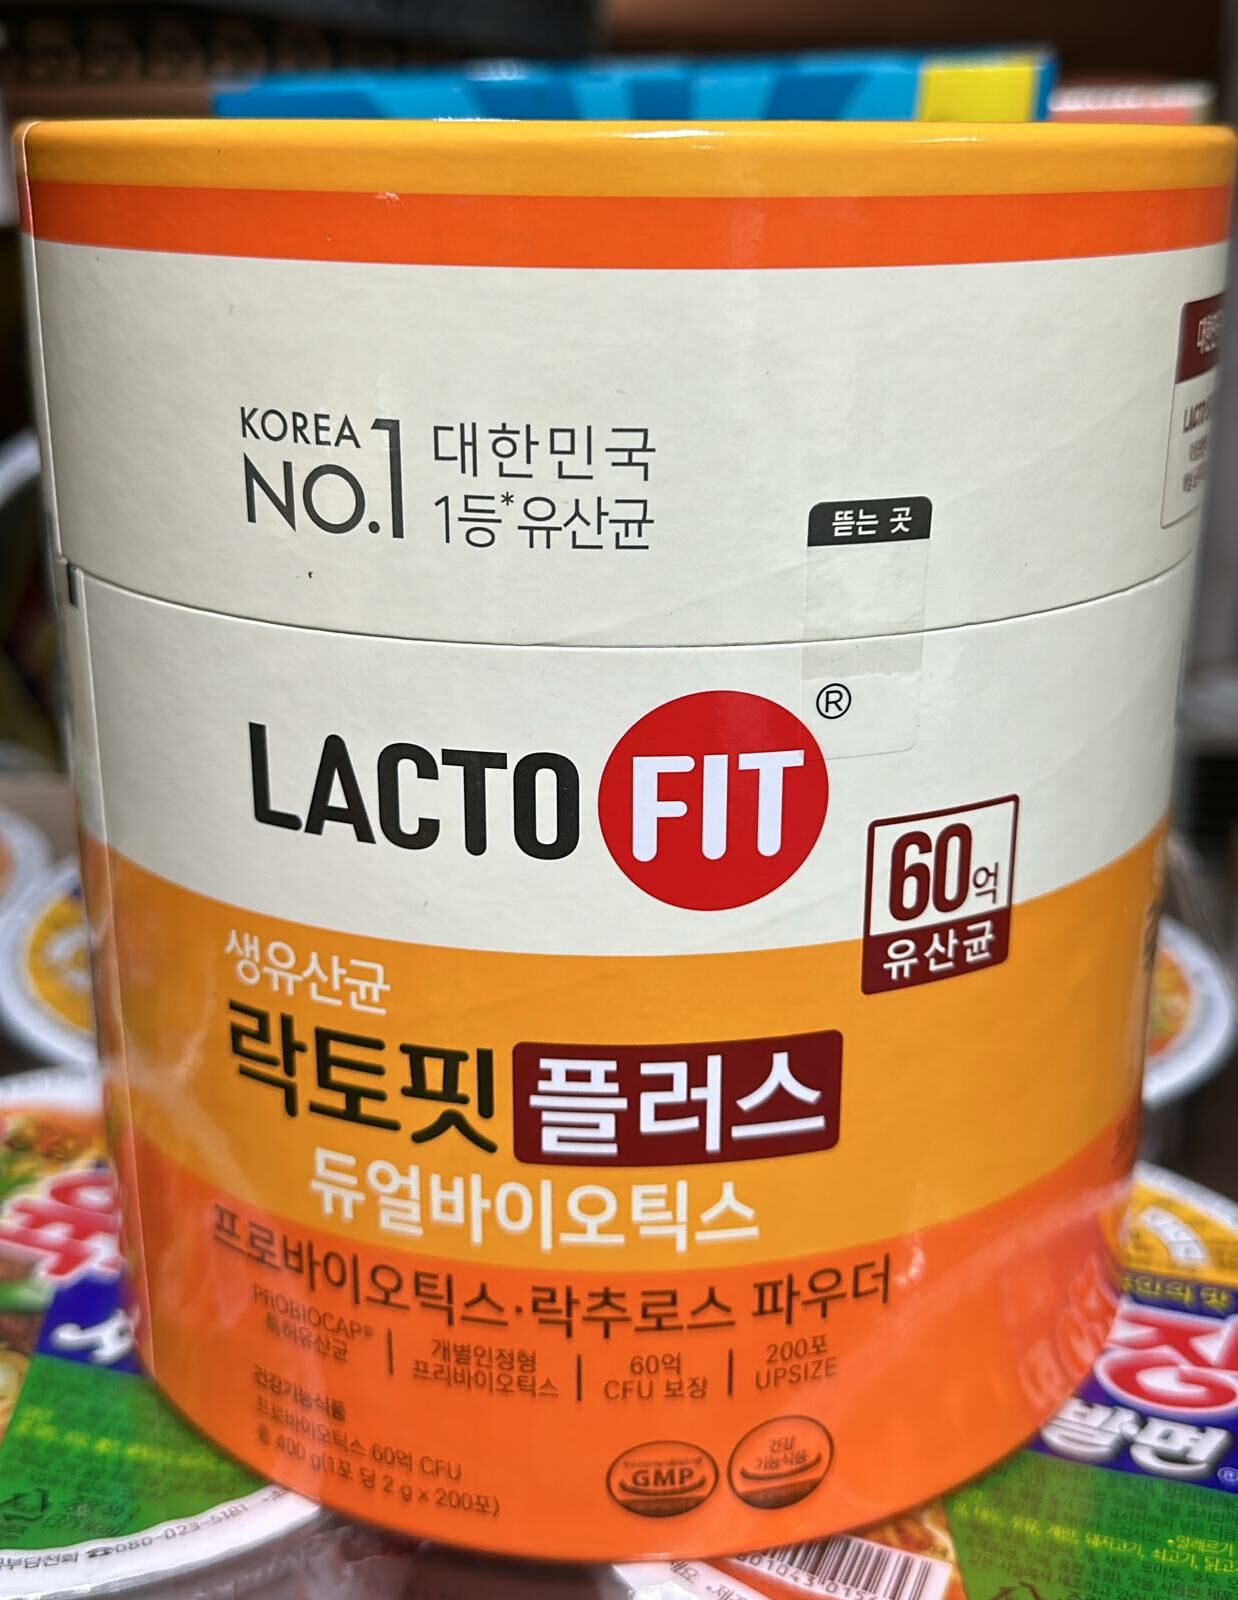 KOREA
NO.1
대한민국
1등*유산균
뜯는 곳
LACTO FIT®
60억
유산균
생유산균
락토핏 플러스
듀얼바이오틱스
프로바이오틱스·락추로스 파우더
PROBIOCAP®
특허유산균
개별인정형
프리바이오틱스
60억
CFU 보장
200포
UPSIZE
건강기능식품
프로바이오틱스 60억 CFU
총 400 g(1포 당 2 g x 200포)
GMP
건강
기능식품
080-023-5181